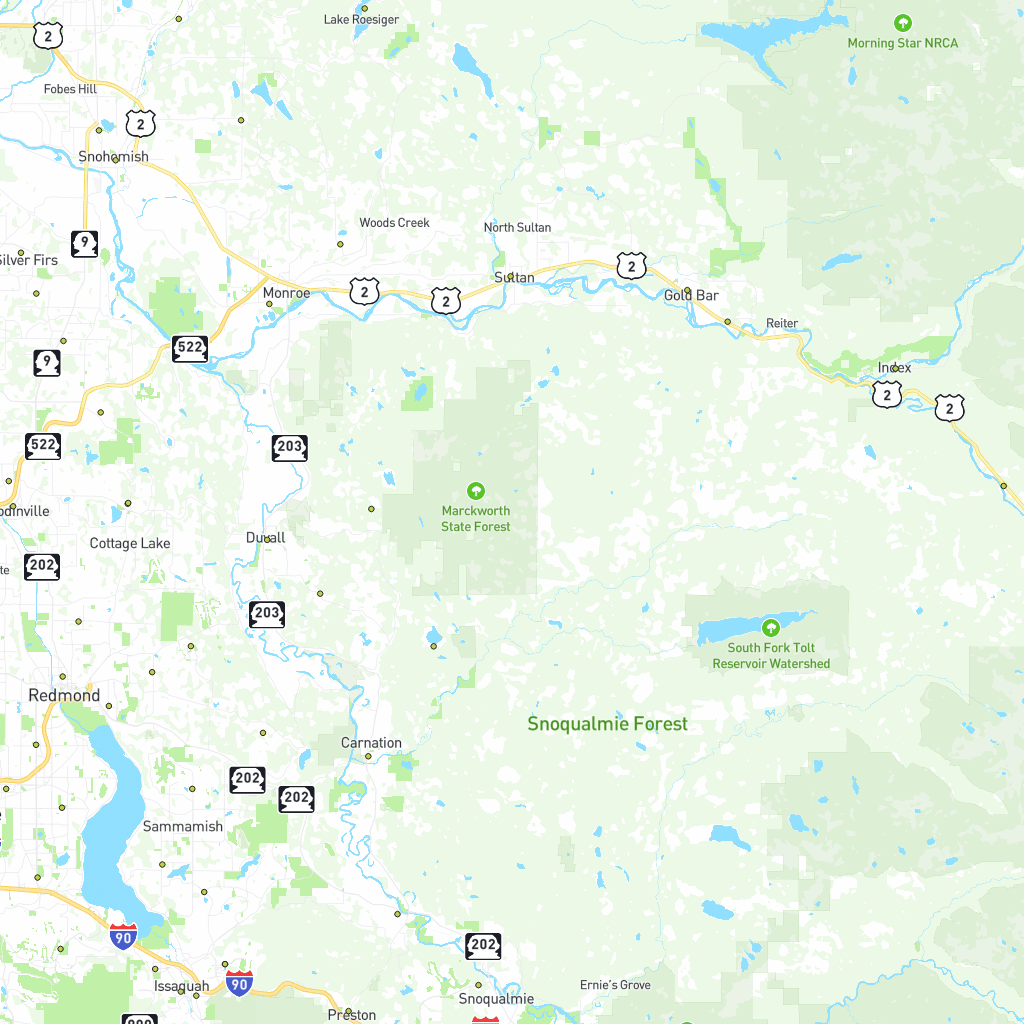 Lake Roesiger
2
Morning Star NRCA
Fobes Hill
2
Snohomish
Woods Creek
North Sultan
9
Silver Firs
2
Sultan
Monroe
2
2
Gold Bar
Reiter
522
9
Index
2
2
522
203
Marckworth
State Forest
Duvall
Cottage Lake
202
203
South Fork Tolt
Reservoir Watershed
Redmond
Snoqualmie Forest
Carnation
202
202
Sammamish
90
202
90
Issaquah
Ernie's Grove
Snoqualmie
Preston